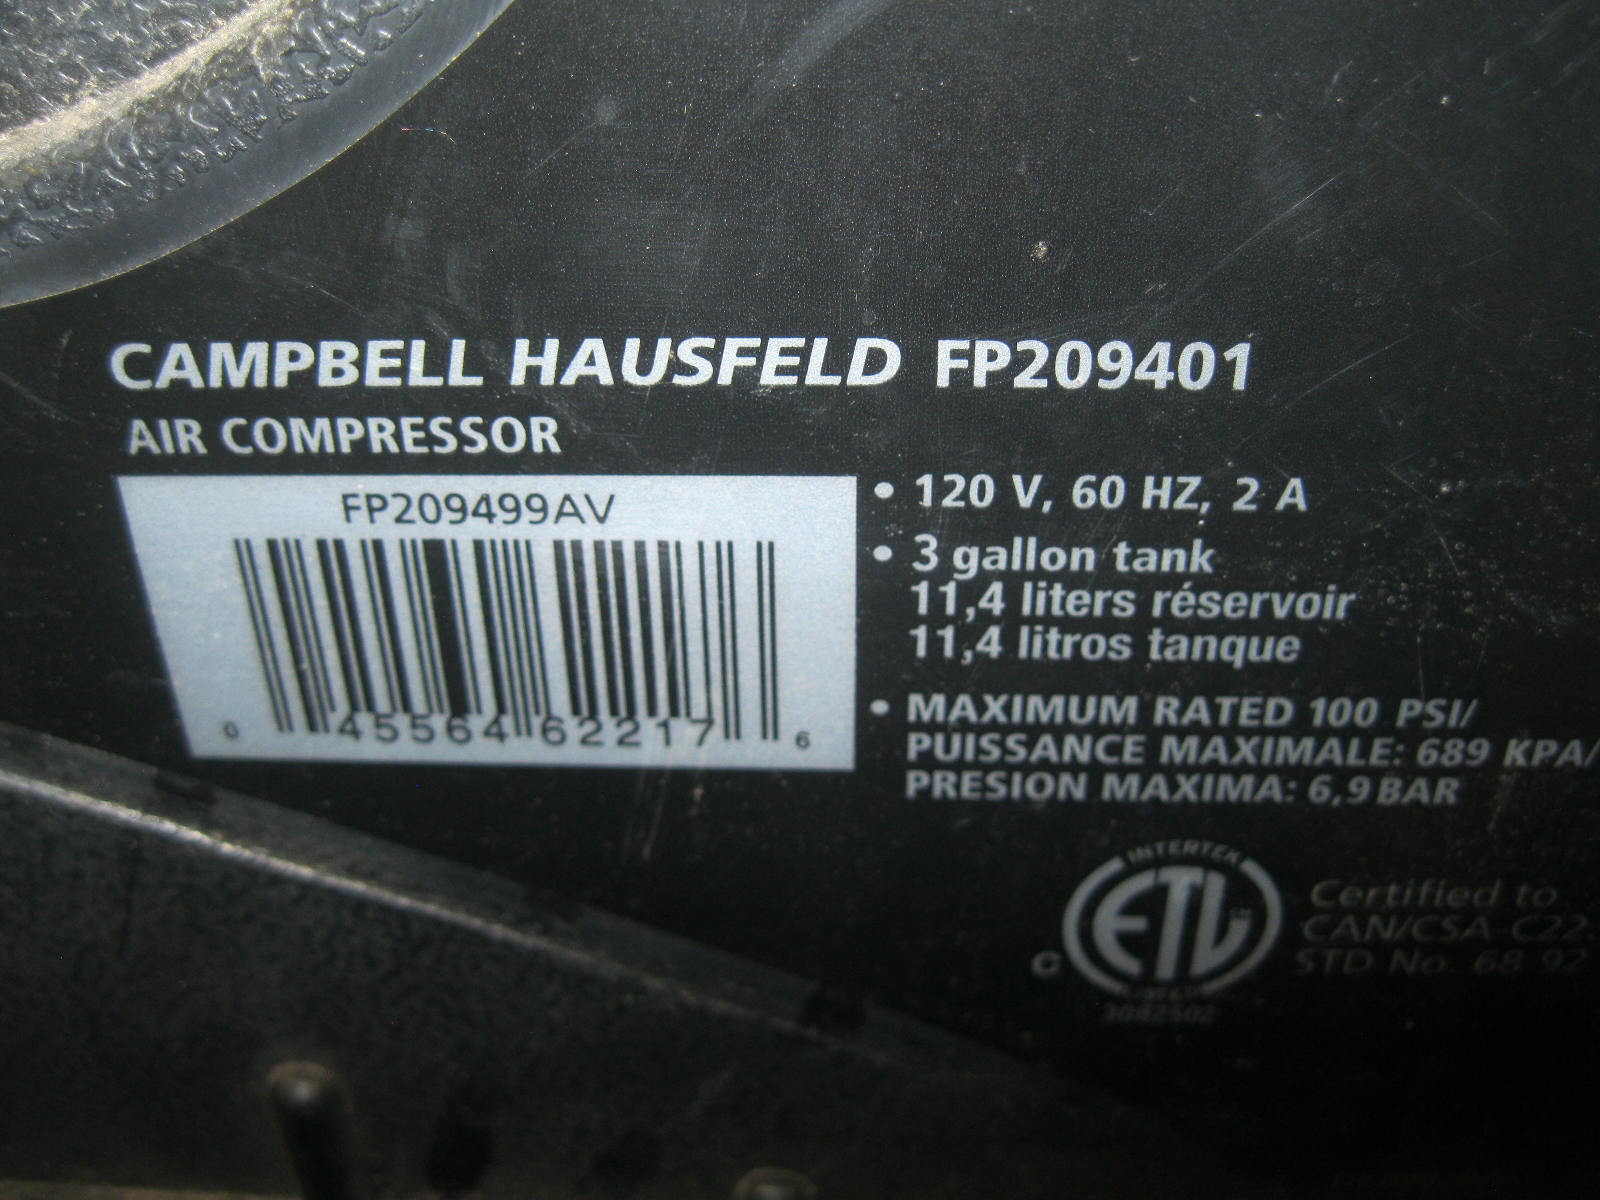 CAMPBELL HAUSFELD FP209401
AIR COMPRESSOR
FP209499AV
0 45564 62217 6
• 120 V, 60 HZ, 2 A
• 3 gallon tank
11,4 liters réservoir
11,4 litros tanque
• MAXIMUM RATED 100 PSI/
PUISSANCE MAXIMALE: 689 KPA/
PRESION MAXIMA: 6,9 BAR
INTERTEK
C ETL
Certified to
CAN/CSA-C22.
STD No. 68-92